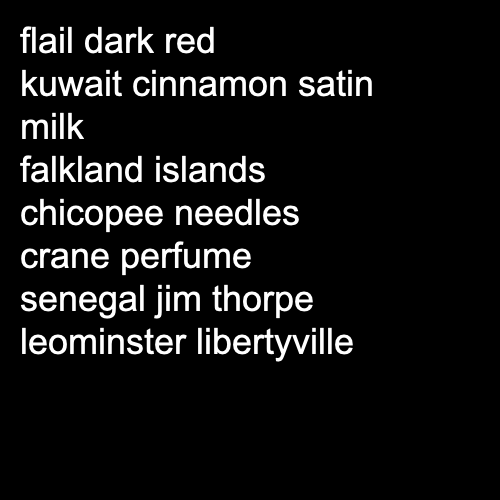 flail dark red
kuwait cinnamon satin
milk
falkland islands
chicopee needles
crane perfume
senegal jim thorpe
leominster libertyville